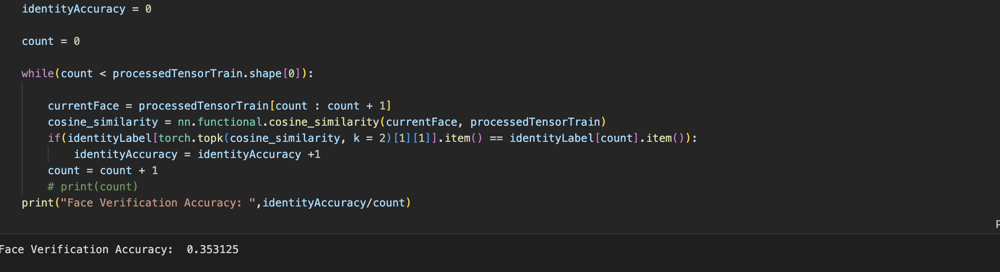 identityAccuracy = 0
count = 0
while(count < processedTensorTrain.shape[0]):
currentFace = processedTensorTrain[count : count + 1]
cosine_similarity = nn.functional.cosine_similarity(currentFace, processedTensorTrain)
if(identityLabel[torch.topk(cosine_similarity, k = 2)[1][1]].item() == identityLabel[count].item()):
identityAccuracy = identityAccuracy +1
count = count + 1
# print(count)
print("Face Verification Accuracy: ",identityAccuracy/count)
Face Verification Accuracy:  0.353125